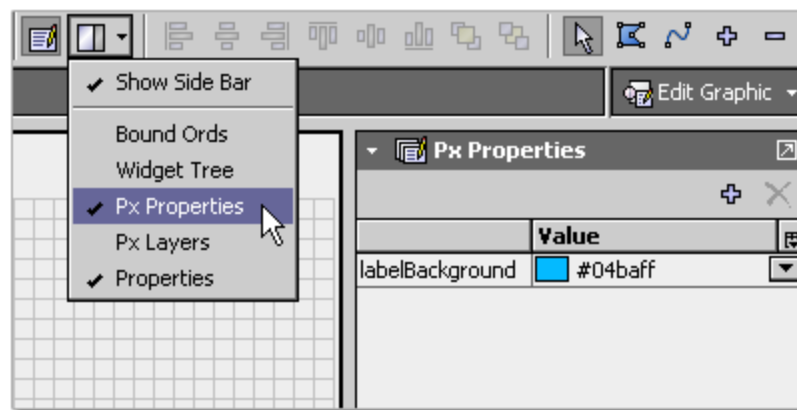 Show Side Bar
Edit Graphic
Bound Ords
Widget Tree
Px Properties
Px Layers
Properties
Px Properties
Value
labelBackground #04baff